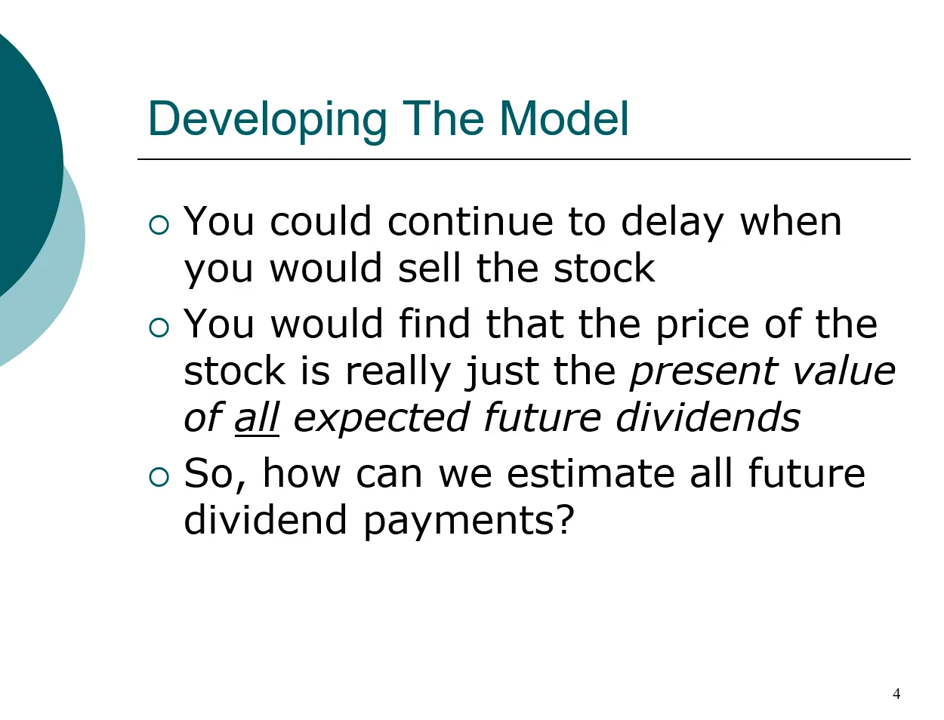 Developing The Model
You could continue to delay when
you would sell the stock
You would find that the price of the
stock is really just the present value
of all expected future dividends
So, how can we estimate all future
dividend payments?
4